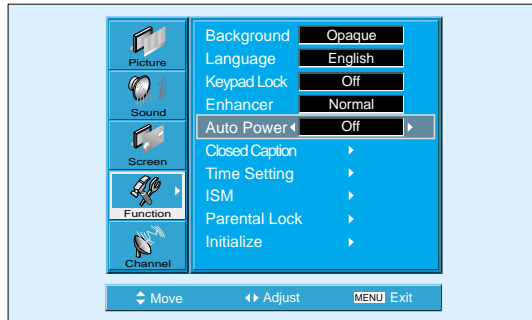 Picture
Sound
Screen
Function
Channel
Background Opaque
Language English
Keypad Lock Off
Enhancer Normal
Auto Power Off
Closed Caption
Time Setting
ISM
Parental Lock
Initialize
Move Adjust MENU Exit